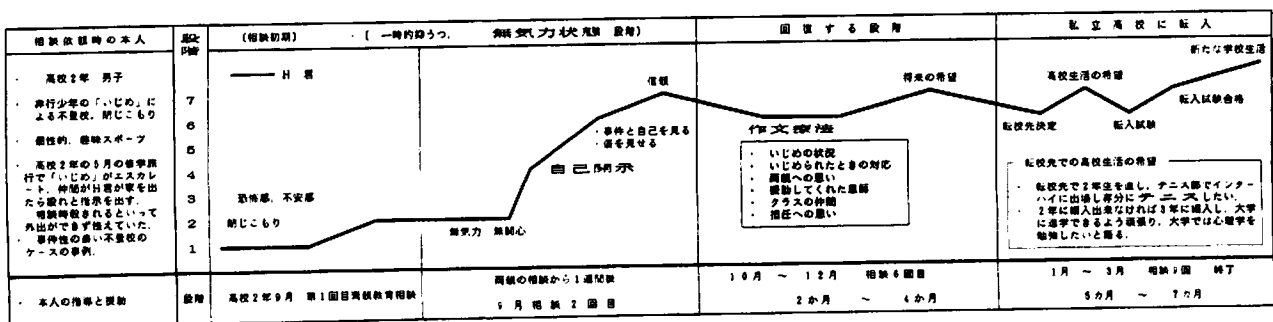 相談依頼時の本人
段階
(相談初期)
・〔 一時的抑うつ、 無気力状態 段階〕
回復する段階
私立高校に転入
・ 高校2年 男子
・ 非行少年の「いじめ」に
よる不登校、閉じこもり
・ 個性的、趣味スポーツ
・ 高校2年の5月の修学旅
行で「いじめ」がエスカレ
ート、仲間がH君が家を出
たら殴れと指示を出す。
相談時殺されるといって
外出ができず怯えていた。
・ 事件性の高い不登校の
ケースの事例。
7
6
5
4
3
2
1
H 君
恐怖感、不安感
閉じこもり
無気力 無関心
自己開示
信頼
・事件と自己を見る
・傷を見せる
将来の希望
作文療法
・ いじめの状況
・ いじめられたときの対応
・ 両親への思い
・ 援助してくれた恩師
・ クラスの仲間
・ 担任への思い
新たな学校生活
高校生活の希望
転入試験合格
転校先決定
転入試験
転校先での高校生活の希望
・ 転校先で2年生を直し、テニス部でインター
ハイに出場し存分にテニスしたい。
・ 2年に編入出来なければ3年に編入し、大学
に進学できるよう頑張り、大学では心理学を
勉強したいと語る。
・ 本人の指導と援助
段階
高校2年9月 第1回目両親教育相談
両親の相談から1週間後
9月相談2回目
10月 ~ 12月 相談6回目
2か月 ~ 4か月
1月 ~ 3月 相談9回 終了
5カ月 ~ 7カ月